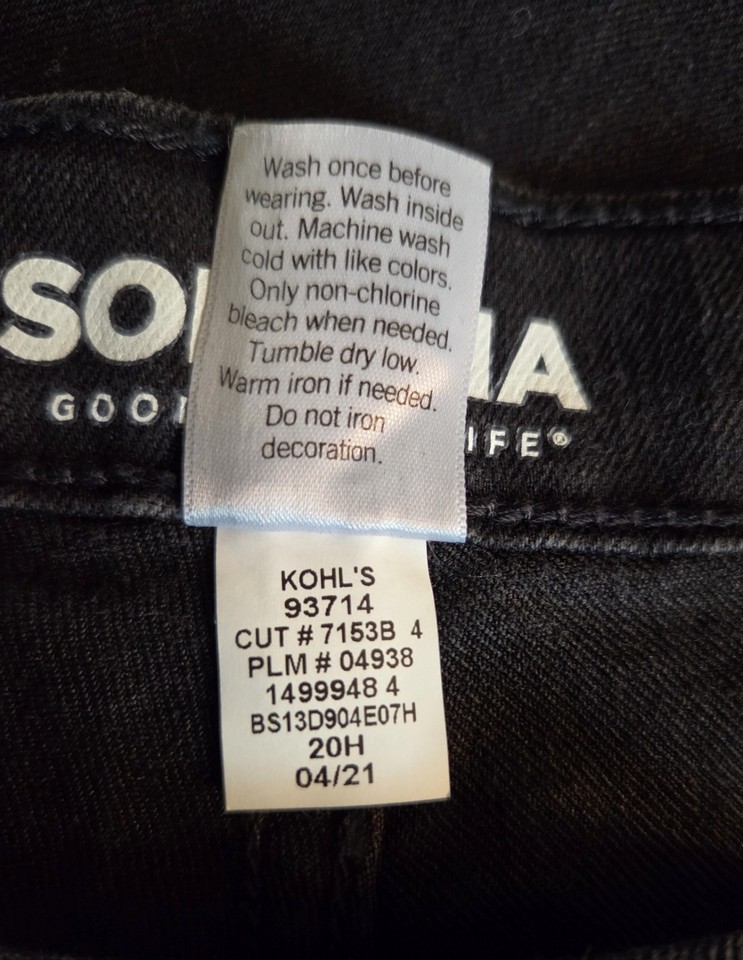 Wash once before
wearing. Wash inside
out. Machine wash
cold with like colors.
Only non-chlorine
bleach when needed.
Tumble dry low.
Warm iron if needed.
Do not iron
decoration.
KOHL'S
93714
CUT # 7153B 4
PLM # 04938
1499948 4
BS13D904E07H
20H
04/21